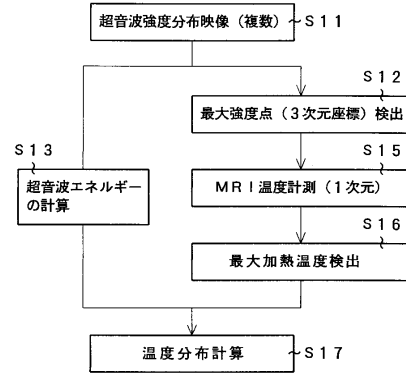 超音波強度分布映像（複数）
S11
S12
最大強度点（3次元座標）検出
S13
超音波エネルギー
の計算
S15
MRI温度計測（1次元）
S16
最大加熱温度検出
温度分布計算
S17